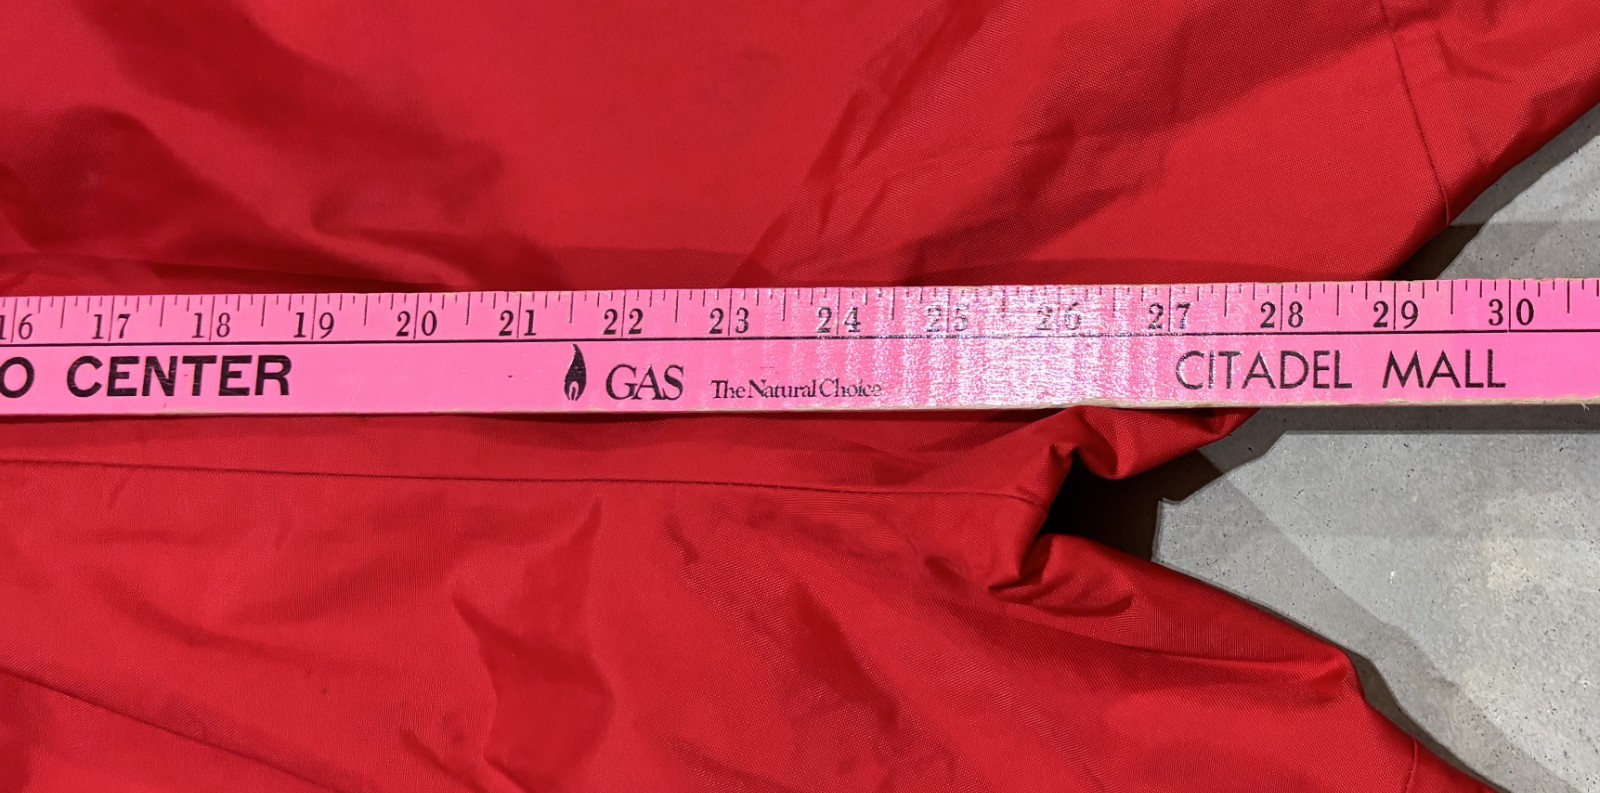 16 17 18 19 20 21 22 23 24 25 26 27 28 29 30
O CENTER GAS The Natural Choice CITADEL MALL